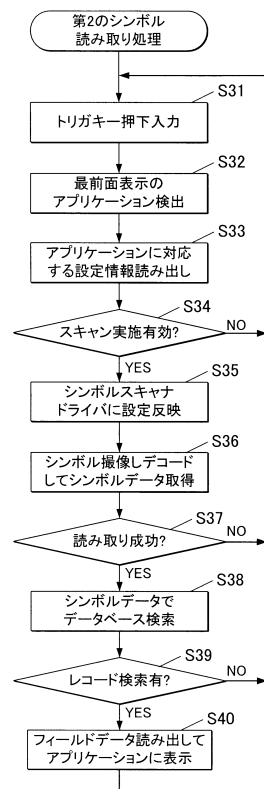 第2のシンボル
読み取り処理
S31
トリガキー押下入力
S32
最前面表示の
アプリケーション検出
S33
アプリケーションに対応
する設定情報読み出し
S34
スキャン実施有効?
NO
YES
S35
シンボルスキャナ
ドライバに設定反映
S36
シンボル撮像しデコード
してシンボルデータ取得
S37
読み取り成功?
NO
YES
S38
シンボルデータで
データベース検索
S39
レコード検索有?
NO
YES
S40
フィールドデータ読み出して
アプリケーションに表示